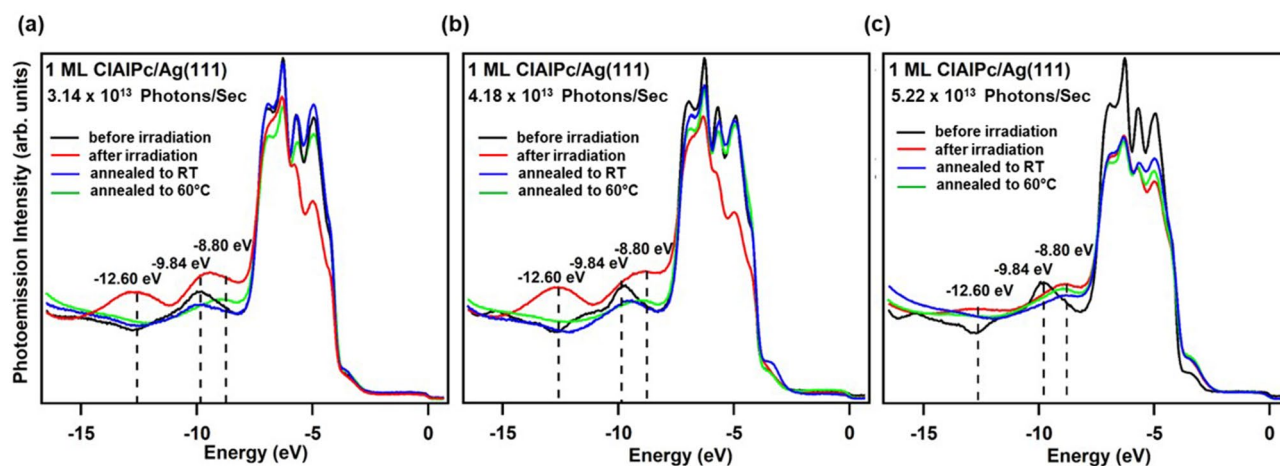 (a)
Photoemission Intensity (arb. units)
1 ML ClAlPc/Ag(111)
3.14 x 10¹³ Photons/Sec
before irradiation
after irradiation
annealed to RT
annealed to 60°C
-12.60 eV
-9.84 eV
-8.80 eV
-15
-10
-5
0
Energy (eV)
(b)
1 ML ClAlPc/Ag(111)
4.18 x 10¹³ Photons/Sec
before irradiation
after irradiation
annealed to RT
annealed to 60°C
-12.60 eV
-9.84 eV
-8.80 eV
-15
-10
-5
0
Energy (eV)
(c)
1 ML ClAlPc/Ag(111)
5.22 x 10¹³ Photons/Sec
before irradiation
after irradiation
annealed to RT
annealed to 60°C
-12.60 eV
-9.84 eV
-8.80 eV
-15
-10
-5
0
Energy (eV)